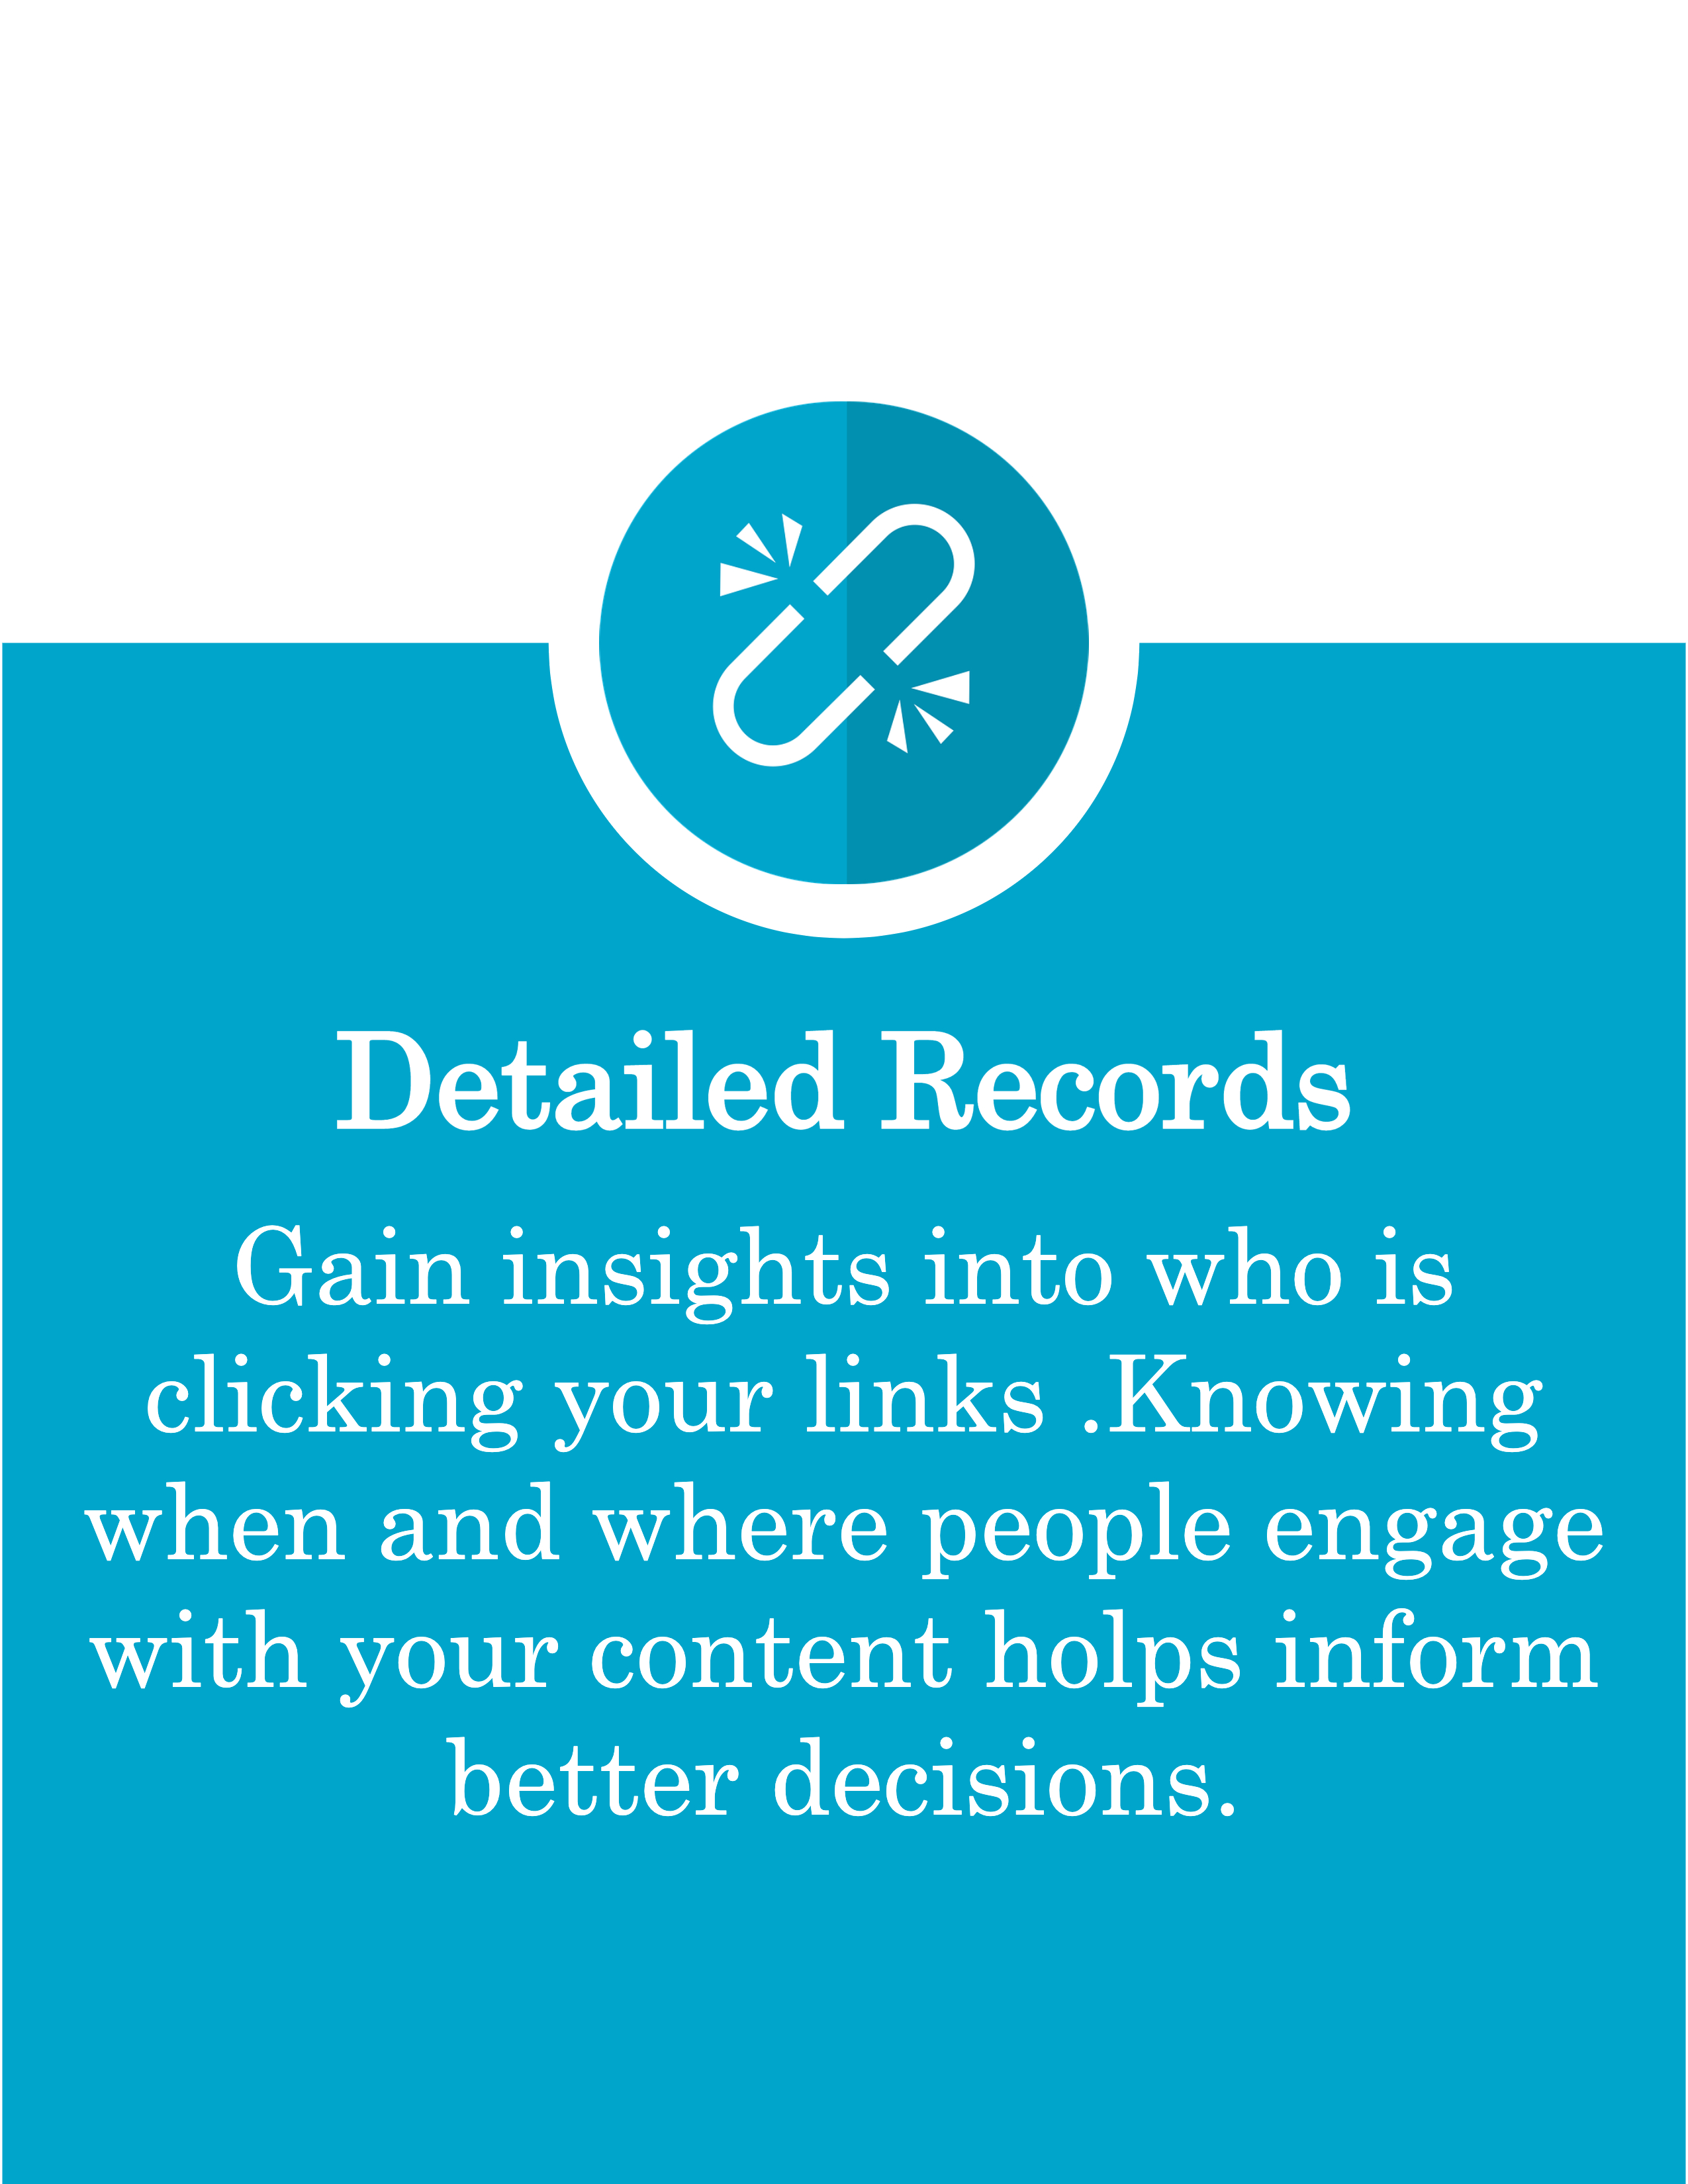 Detailed Records
Gain insights into who is
clicking your links .Knowing
when and where people engage
with your content holps inform
better decisions.